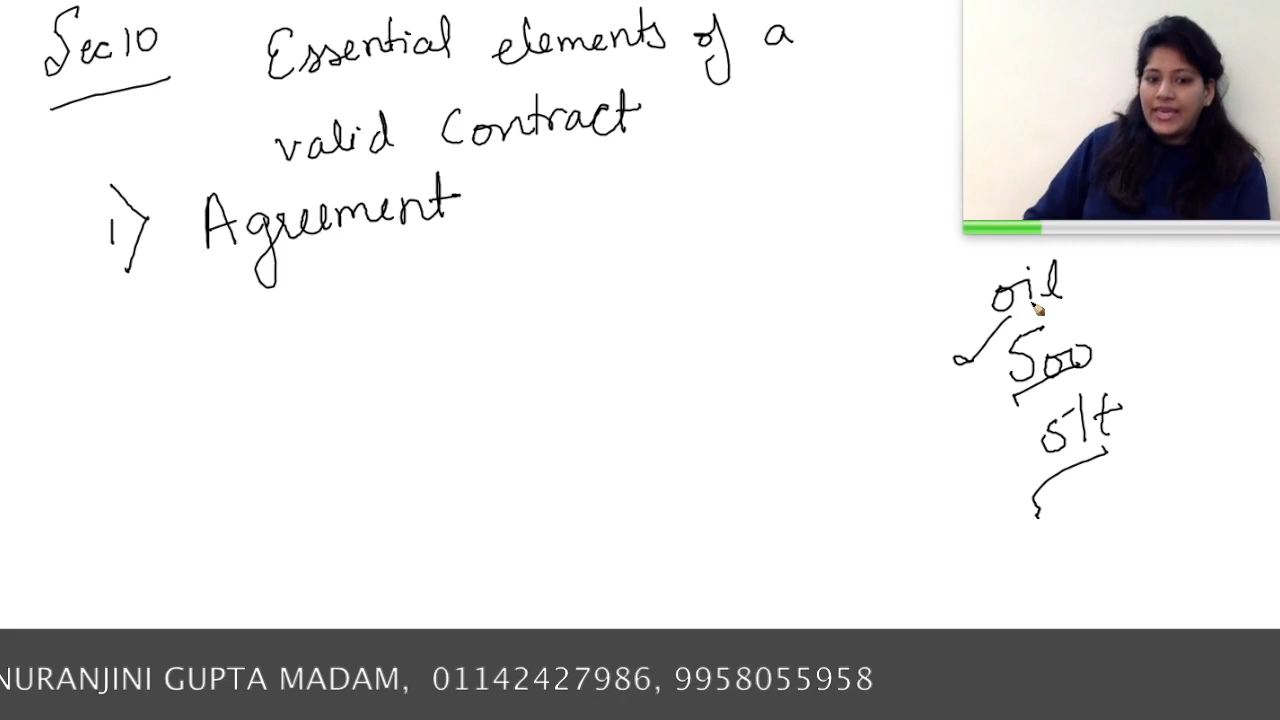 Sec 10 Essential elements of a
valid Contract
1) Agreement
oil
500
NURANJINI GUPTA MADAM, 01142427986, 9958055958